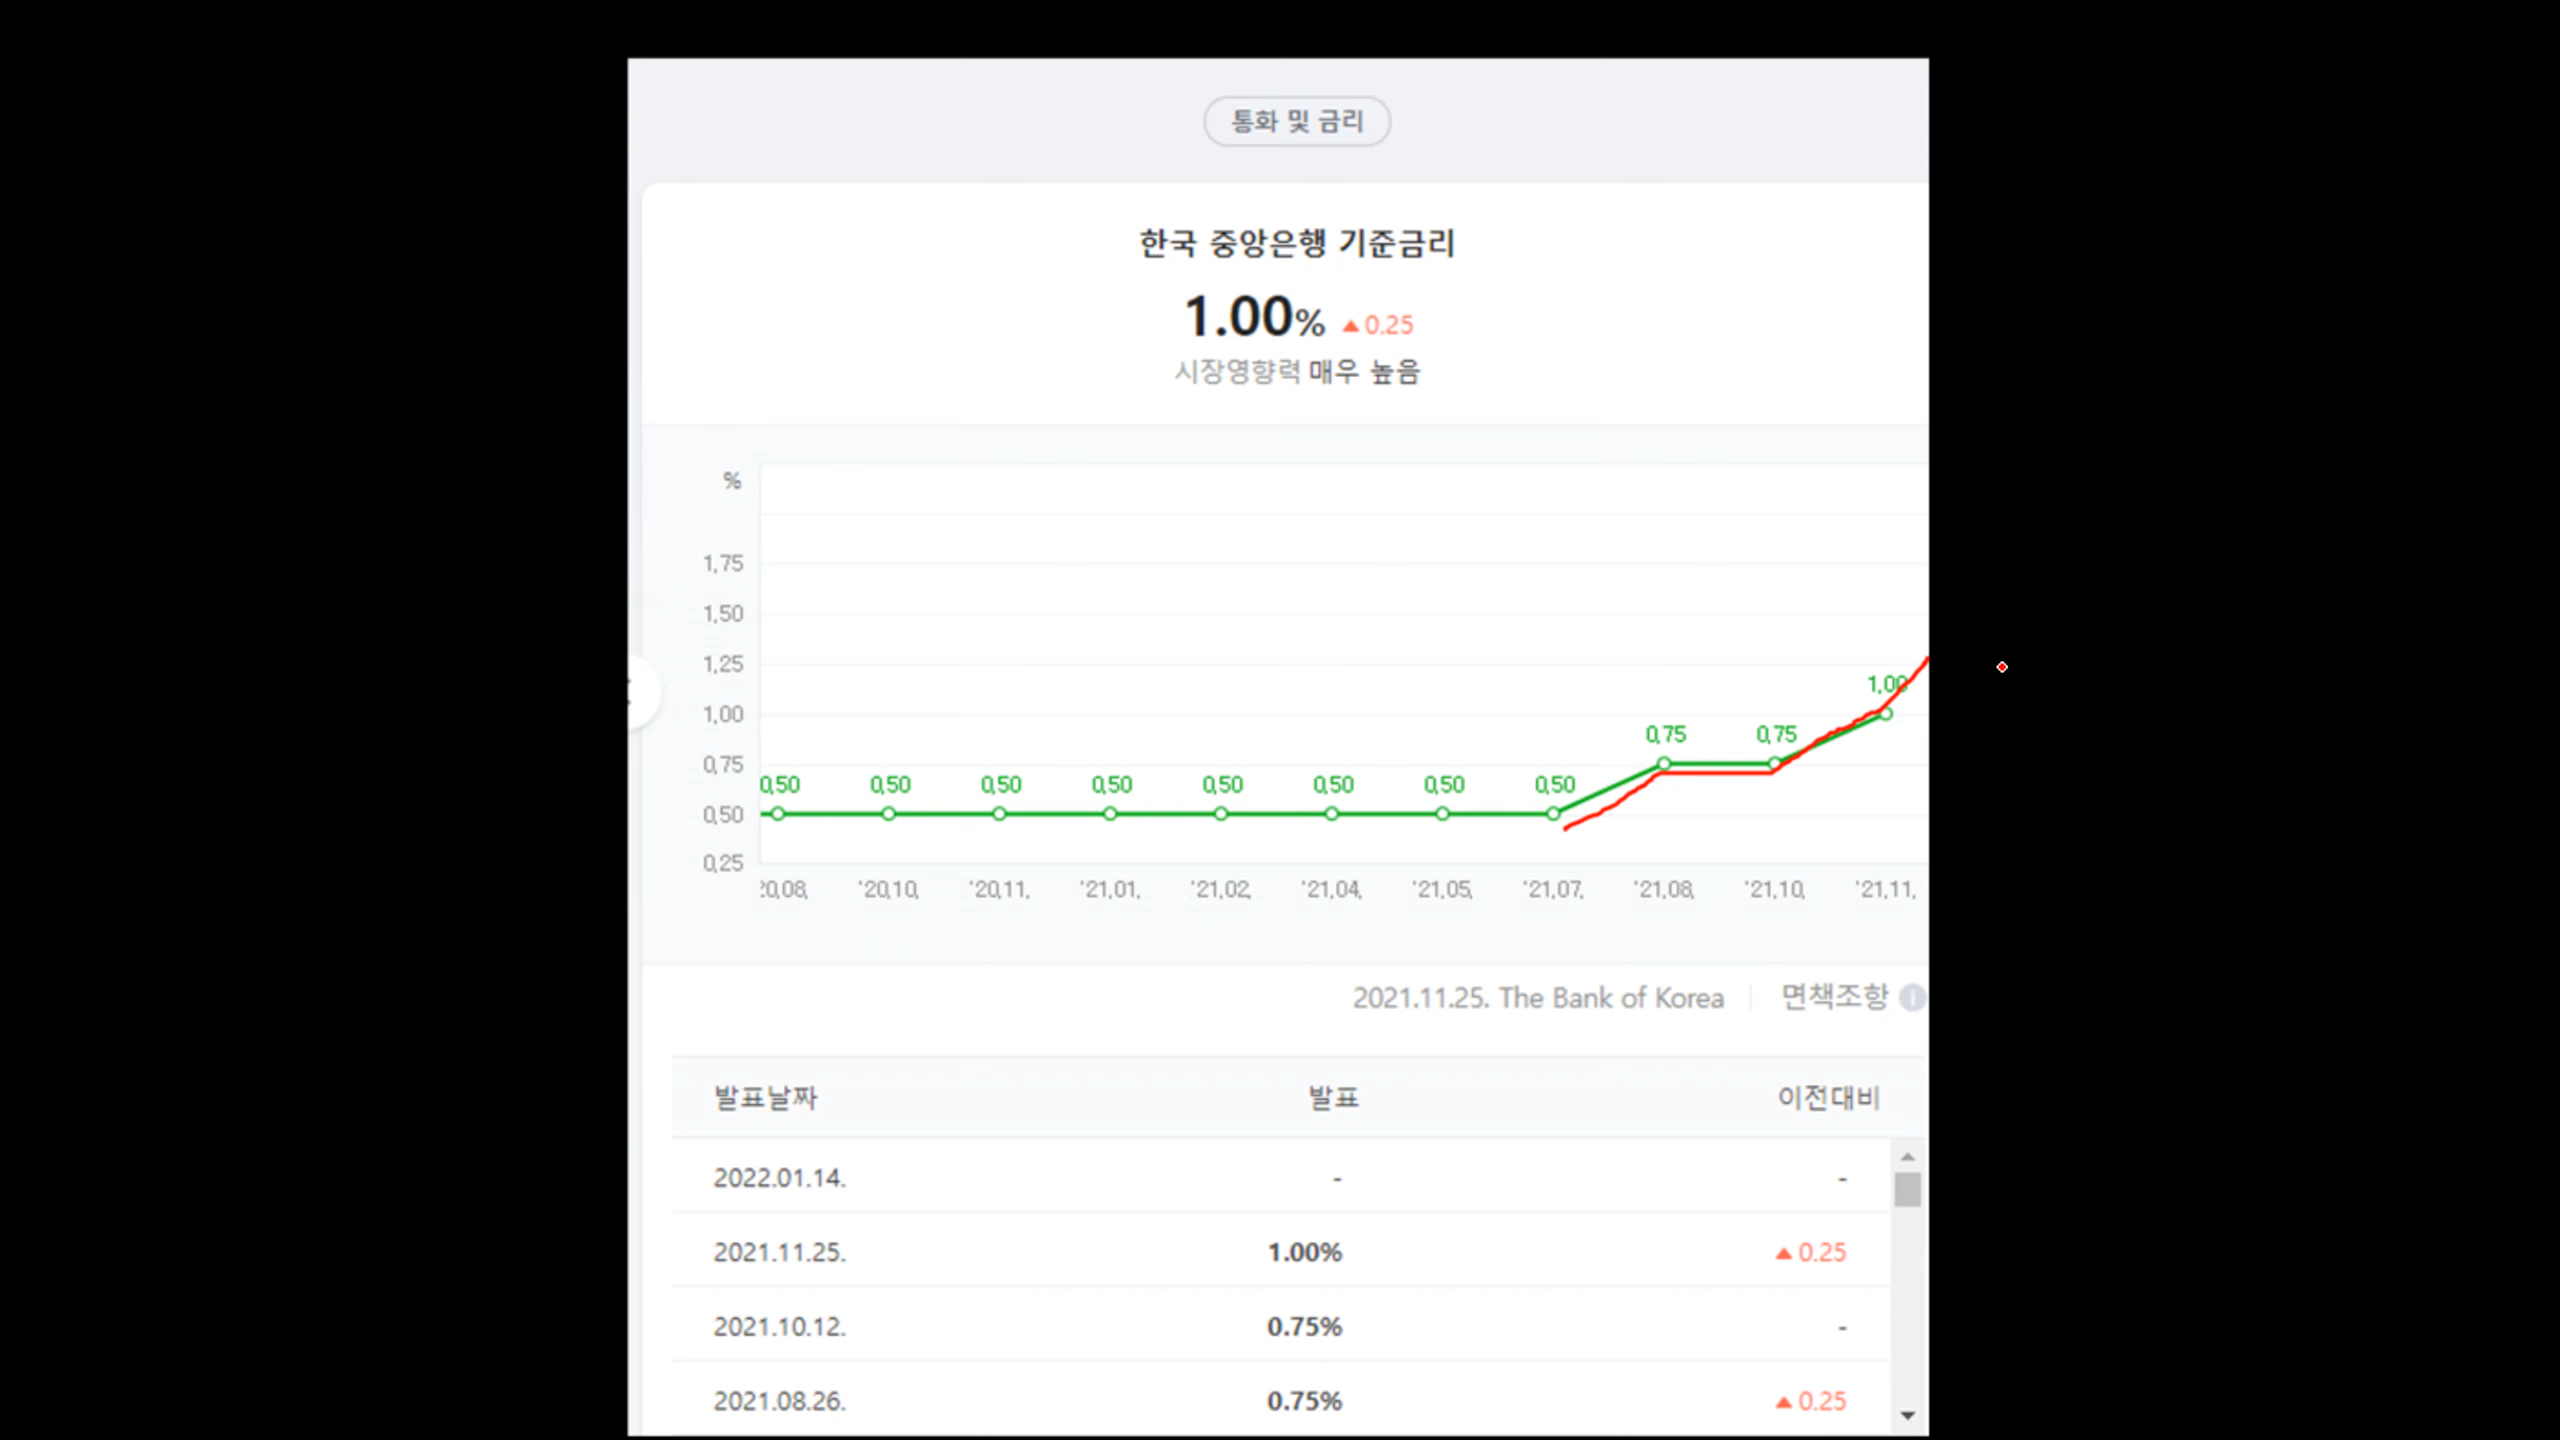 통화 및 금리
한국 중앙은행 기준금리
1.00% ▲0.25
시장영향력 매우 높음
%
1.75
1.50
1.25
1.00
0.75
0.50
0.25
0.50 0.50 0.50 0.50 0.50 0.50 0.50 0.50 0.75 0.75 1.00
'20.10. '20.11. '21.01. '21.02. '21.04. '21.05. '21.07. '21.08. '21.10. '21.11.
2021.11.25. The Bank of Korea 면책조항
발표날짜 발표 이전대비
2022.01.14. - -
2021.11.25. 1.00% ▲0.25
2021.10.12. 0.75% -
2021.08.26. 0.75% ▲0.25